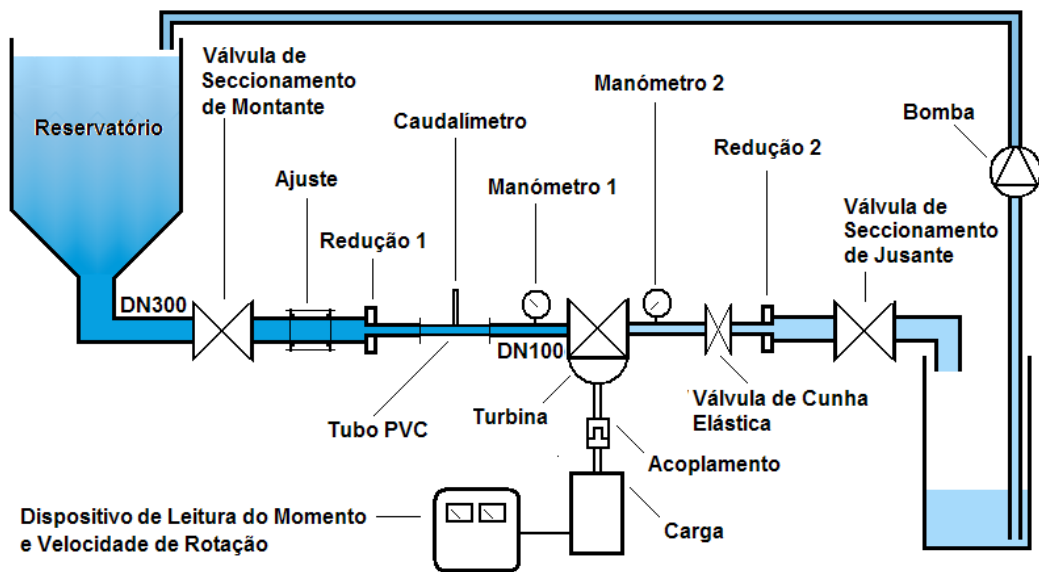 Válvula de
Seccionamento
de Montante
Reservatório
Caudalímetro
Manómetro 2
Bomba
Redução 2
Ajuste
Manómetro 1
Válvula de
Seccionamento
de Jusante
Redução 1
DN300
DN100
Tubo PVC
Turbina
Válvula de Cunha
Elástica
Acoplamento
Dispositivo de Leitura do Momento
e Velocidade de Rotação
Carga